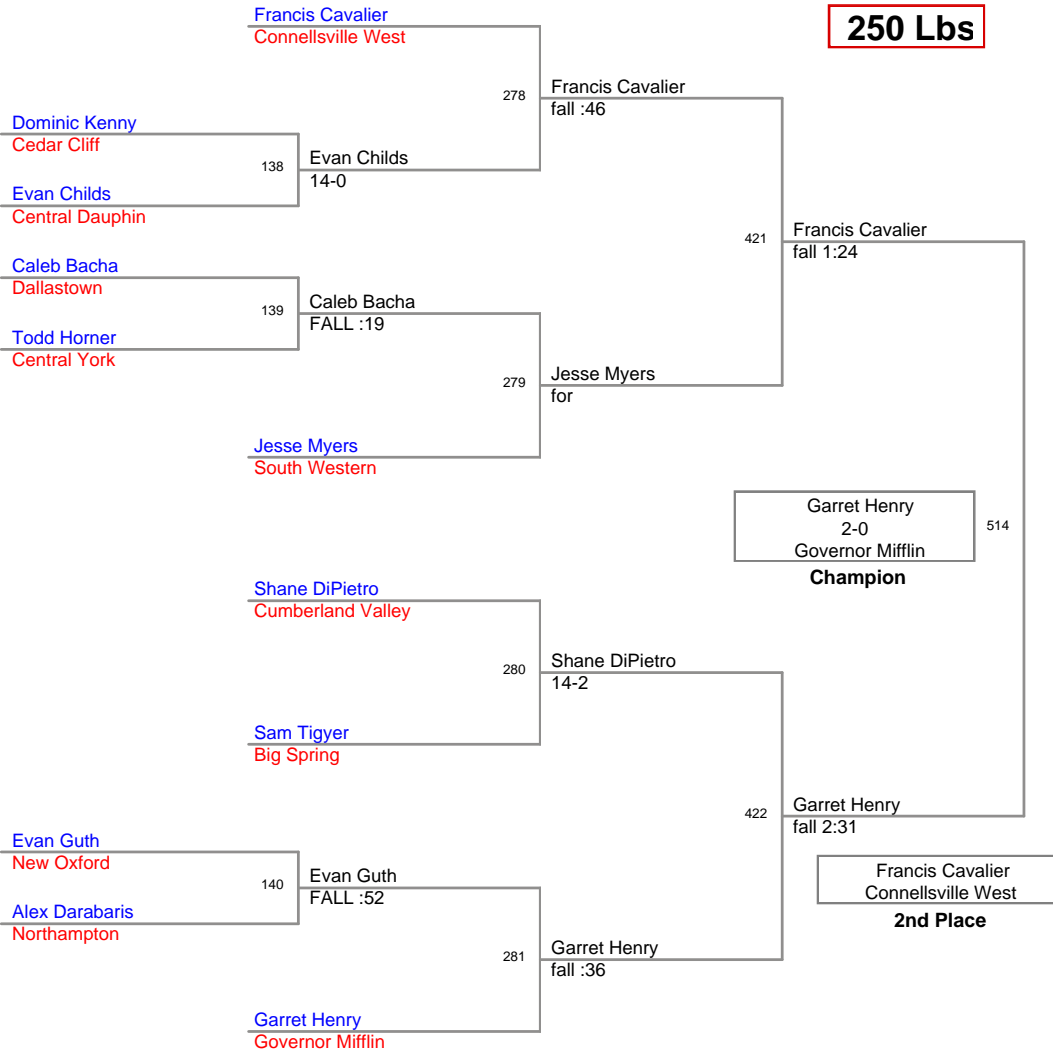 Francis Cavalier
Connellsville West
250 Lbs
278
Francis Cavalier
fall :46
Dominic Kenny
Cedar Cliff
138
Evan Childs
14-0
Evan Childs
Central Dauphin
421
Francis Cavalier
fall 1:24
Caleb Bacha
Dallastown
139
Caleb Bacha
FALL :19
Todd Horner
Central York
279
Jesse Myers
for
Jesse Myers
South Western
Garret Henry
2-0
Governor Mifflin
514
Champion
Shane DiPietro
Cumberland Valley
280
Shane DiPietro
14-2
Sam Tigyer
Big Spring
422
Garret Henry
fall 2:31
Evan Guth
New Oxford
140
Evan Guth
FALL :52
Francis Cavalier
Connellsville West
2nd Place
Alex Darabaris
Northampton
281
Garret Henry
fall :36
Garret Henry
Governor Mifflin